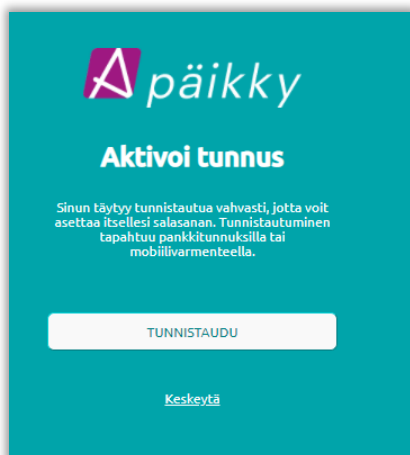 A päikky
Aktivoi tunnus
Sinun täytyy tunnistautua vahvasti, jotta voit
asettaa itsellesi salasanan. Tunnistautuminen
tapahtuu pankkitunnuksilla tai
mobiilivarmenteella.
TUNNISTAUDU
Keskeytä